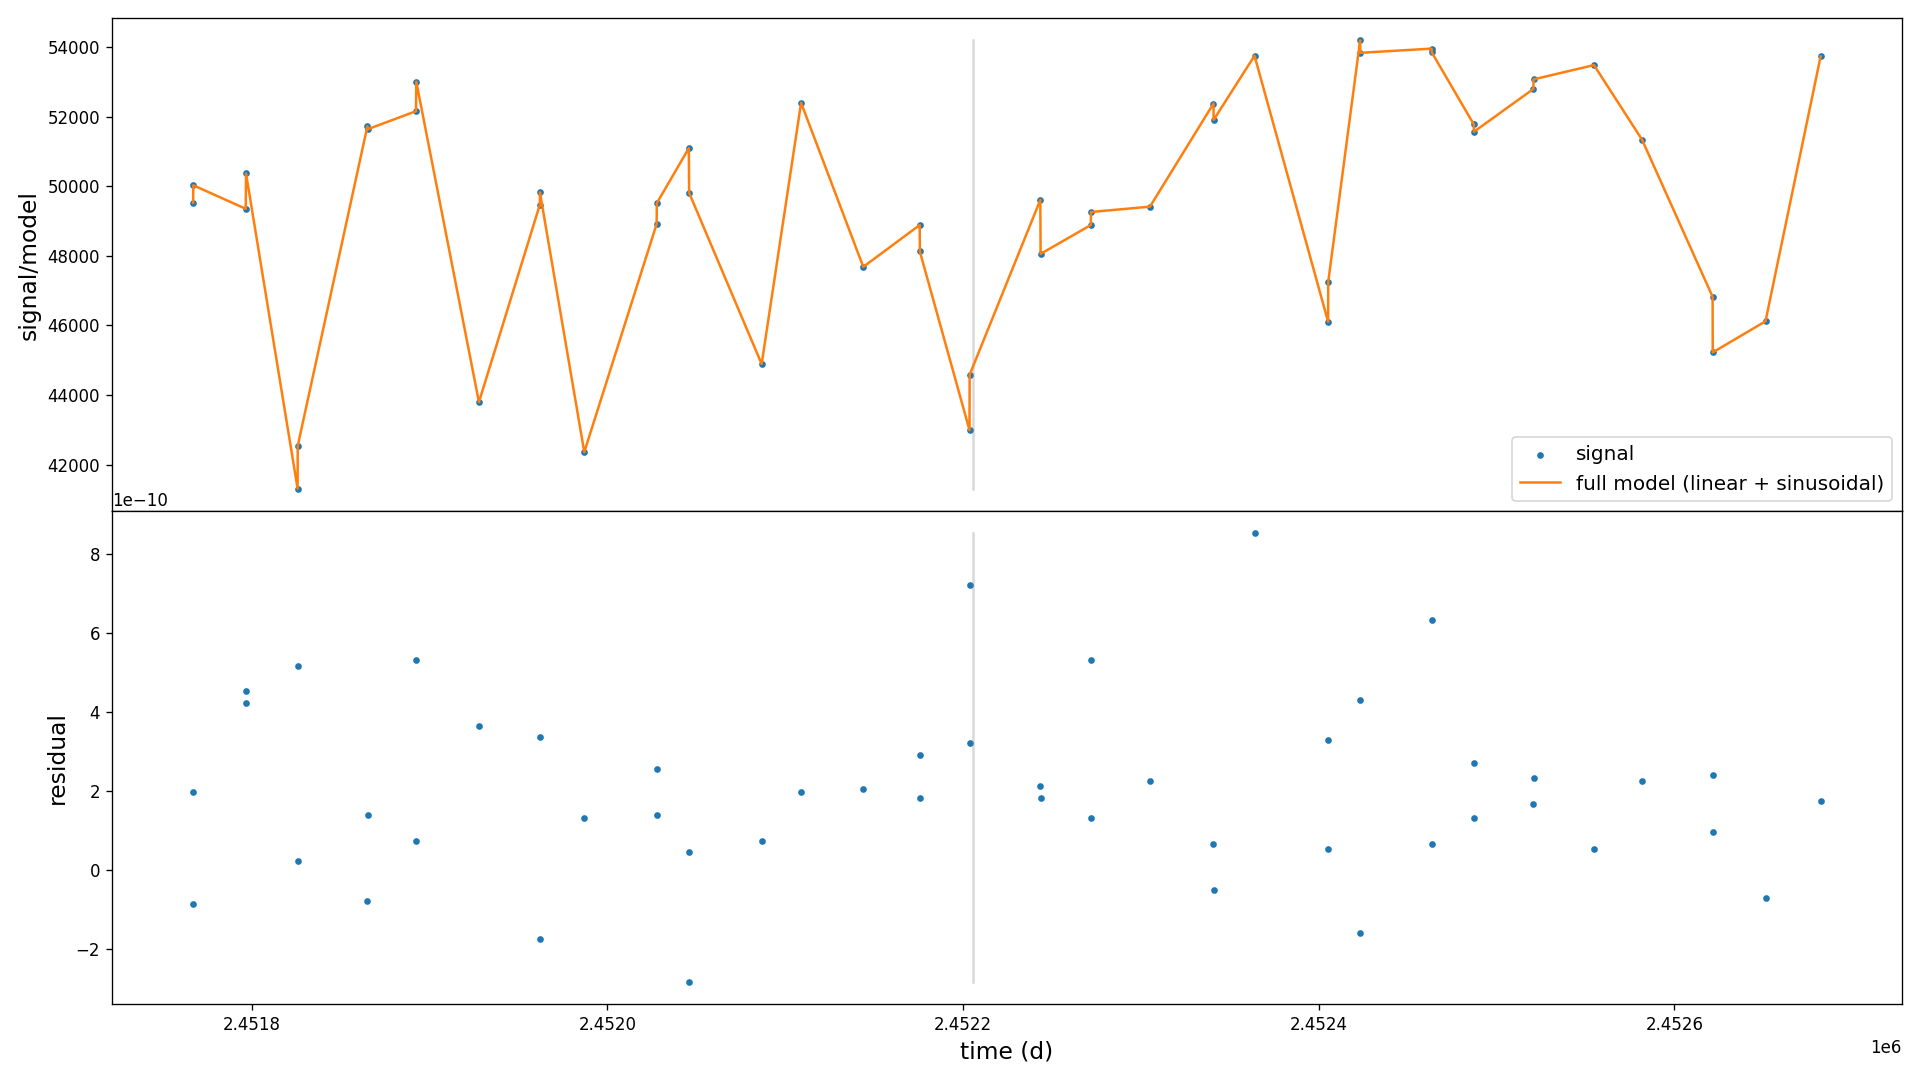 54000
52000
50000
48000
46000
44000
42000
signal/model
signal
full model (linear + sinusoidal)
1e−10
8
6
4
2
0
−2
residual
2.4518
2.4520
2.4522
2.4524
2.4526
time (d)
1e6